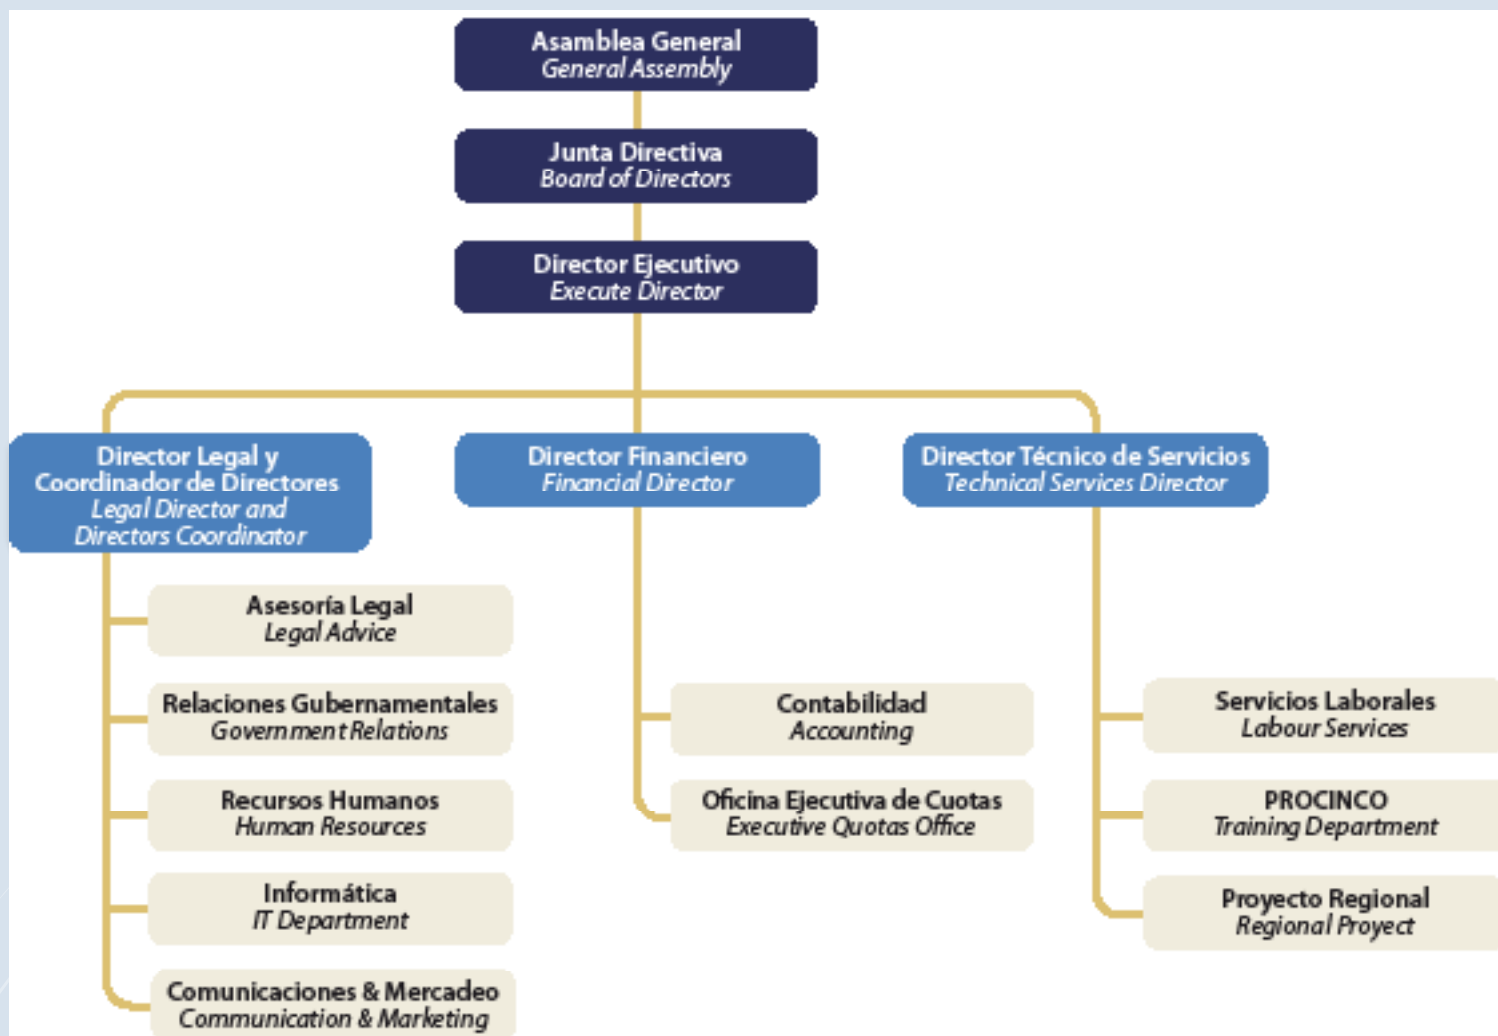 Asamblea General
General Assembly
Junta Directiva
Board of Directors
Director Ejecutivo
Execute Director
Director Legal y
Coordinador de Directores
Legal Director and
Directors Coordinator
Director Financiero
Financial Director
Director Técnico de Servicios
Technical Services Director
Asesoría Legal
Legal Advice
Relaciones Gubernamentales
Government Relations
Recursos Humanos
Human Resources
Informática
IT Department
Comunicaciones & Mercadeo
Communication & Marketing
Contabilidad
Accounting
Oficina Ejecutiva de Cuotas
Executive Quotas Office
Servicios Laborales
Labour Services
PROCINCO
Training Department
Proyecto Regional
Regional Proyect